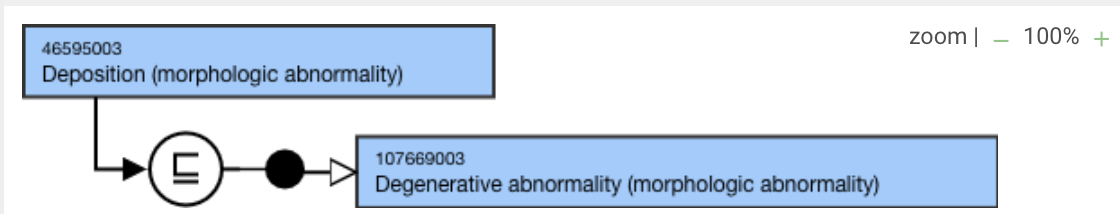 zoom | – 100% +
46595003
Deposition (morphologic abnormality)
⊑
107669003
Degenerative abnormality (morphologic abnormality)